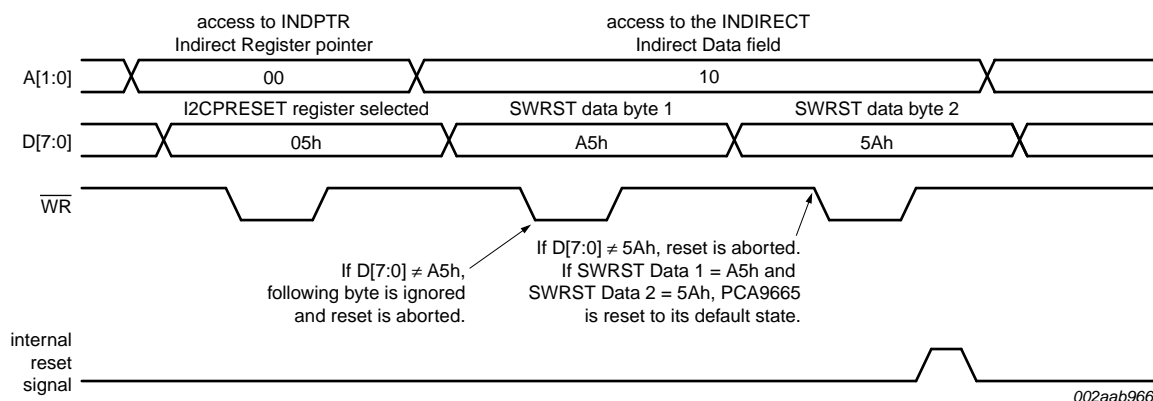 access to INDPTR
Indirect Register pointer
access to the INDIRECT
Indirect Data field
A[1:0]
00
10
I2CPRESET register selected
SWRST data byte 1
SWRST data byte 2
D[7:0]
05h
A5h
5Ah
WR
If D[7:0] ≠ A5h,
following byte is ignored
and reset is aborted.
If D[7:0] ≠ 5Ah, reset is aborted.
If SWRST Data 1 = A5h and
SWRST Data 2 = 5Ah, PCA9665
is reset to its default state.
internal
reset
signal
002aab966